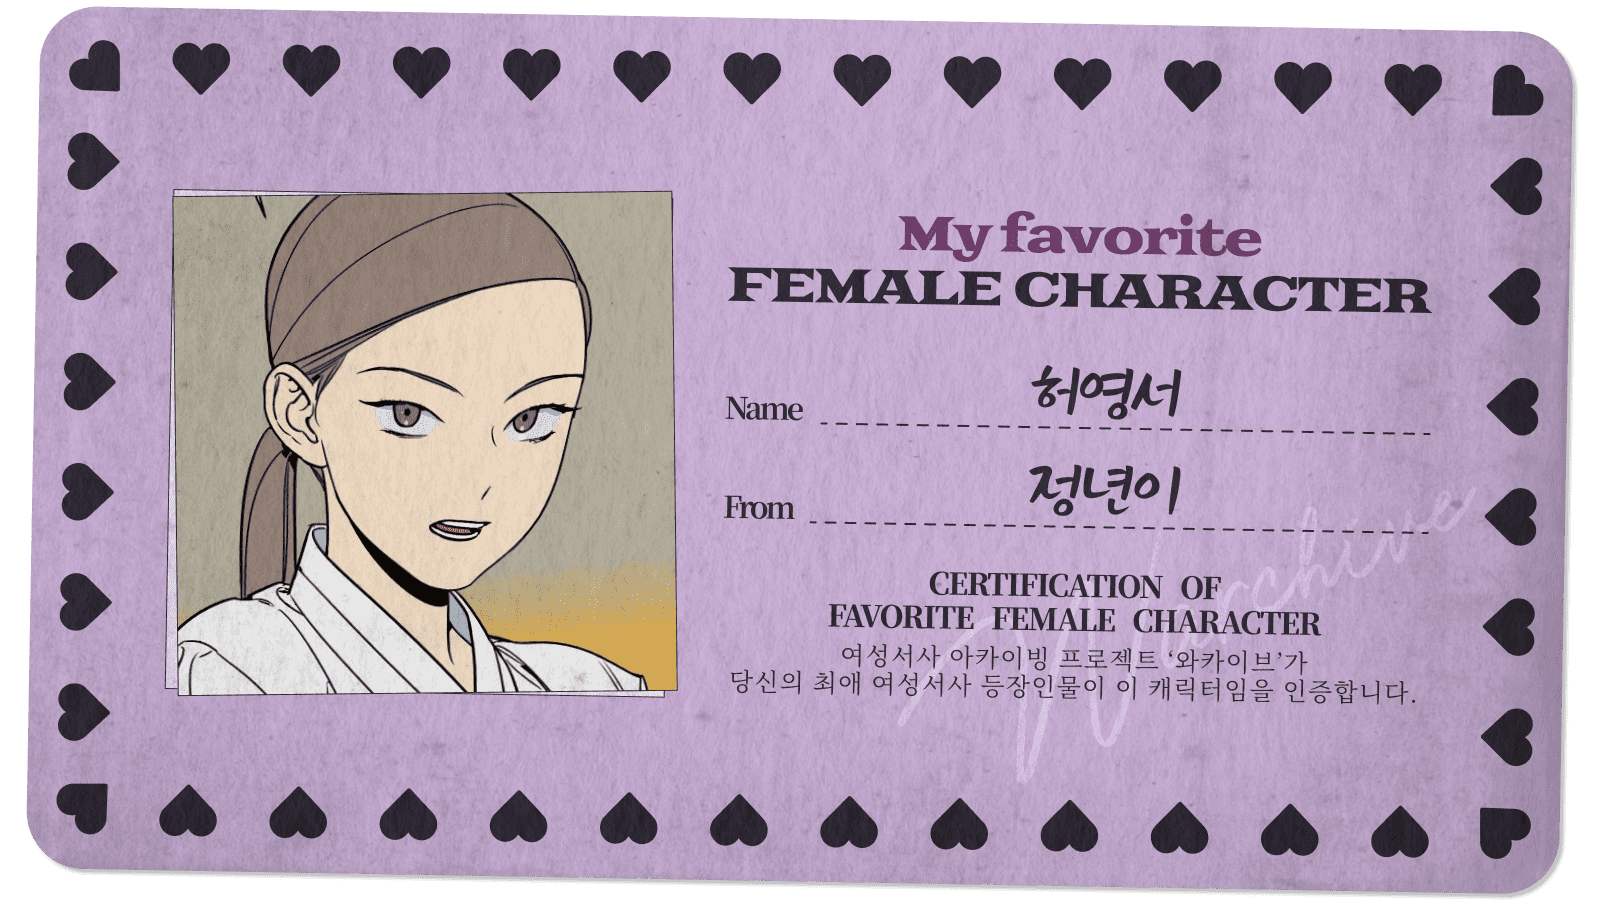 My favorite
FEMALE CHARACTER
Name 허영서
From 정년이
CERTIFICATION OF
FAVORITE FEMALE CHARACTER
여성서사 아카이빙 프로젝트 ‘와카이브’가
당신의 최애 여성서사 등장인물이 이 캐릭터임을 인증합니다.
Warchive